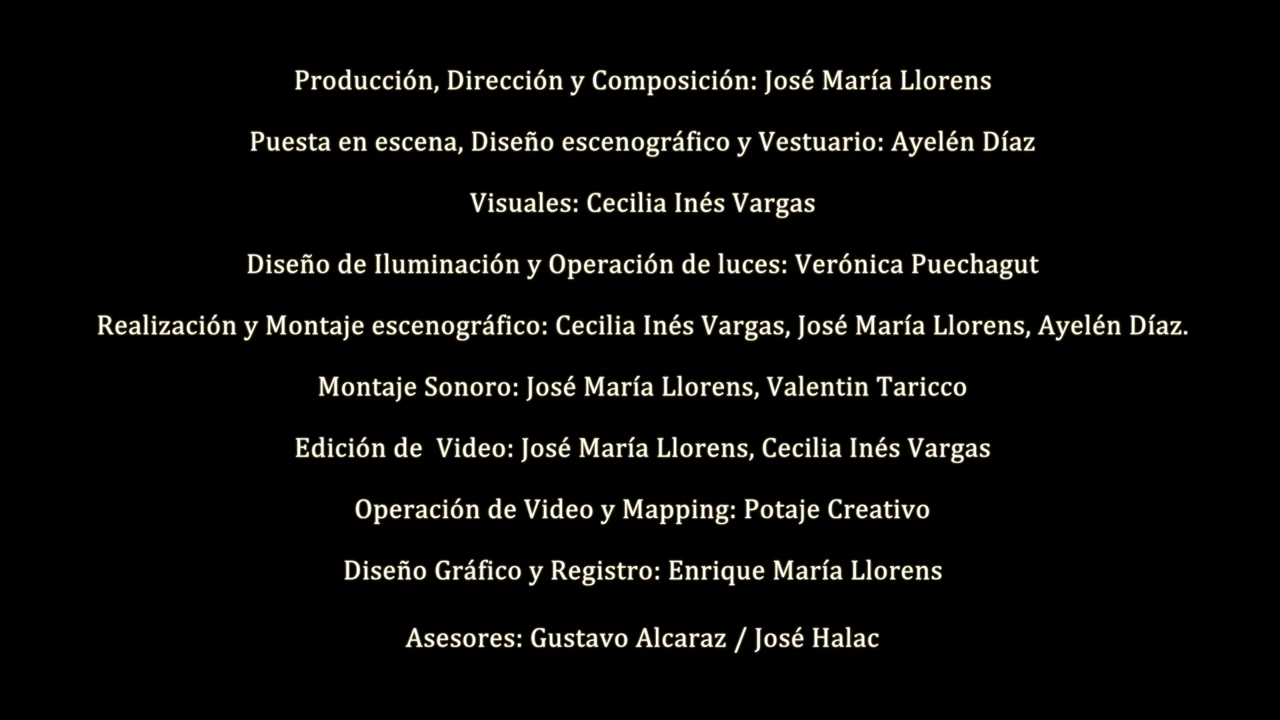 Producción, Dirección y Composición: José María Llorens
Puesta en escena, Diseño escenográfico y Vestuario: Ayelén Díaz
Visuales: Cecilia Inés Vargas
Diseño de Iluminación y Operación de luces: Verónica Puechagut
Realización y Montaje escenográfico: Cecilia Inés Vargas, José María Llorens, Ayelén Díaz.
Montaje Sonoro: José María Llorens, Valentin Taricco
Edición de  Video: José María Llorens, Cecilia Inés Vargas
Operación de Video y Mapping: Potaje Creativo
Diseño Gráfico y Registro: Enrique María Llorens
Asesores: Gustavo Alcaraz / José Halac